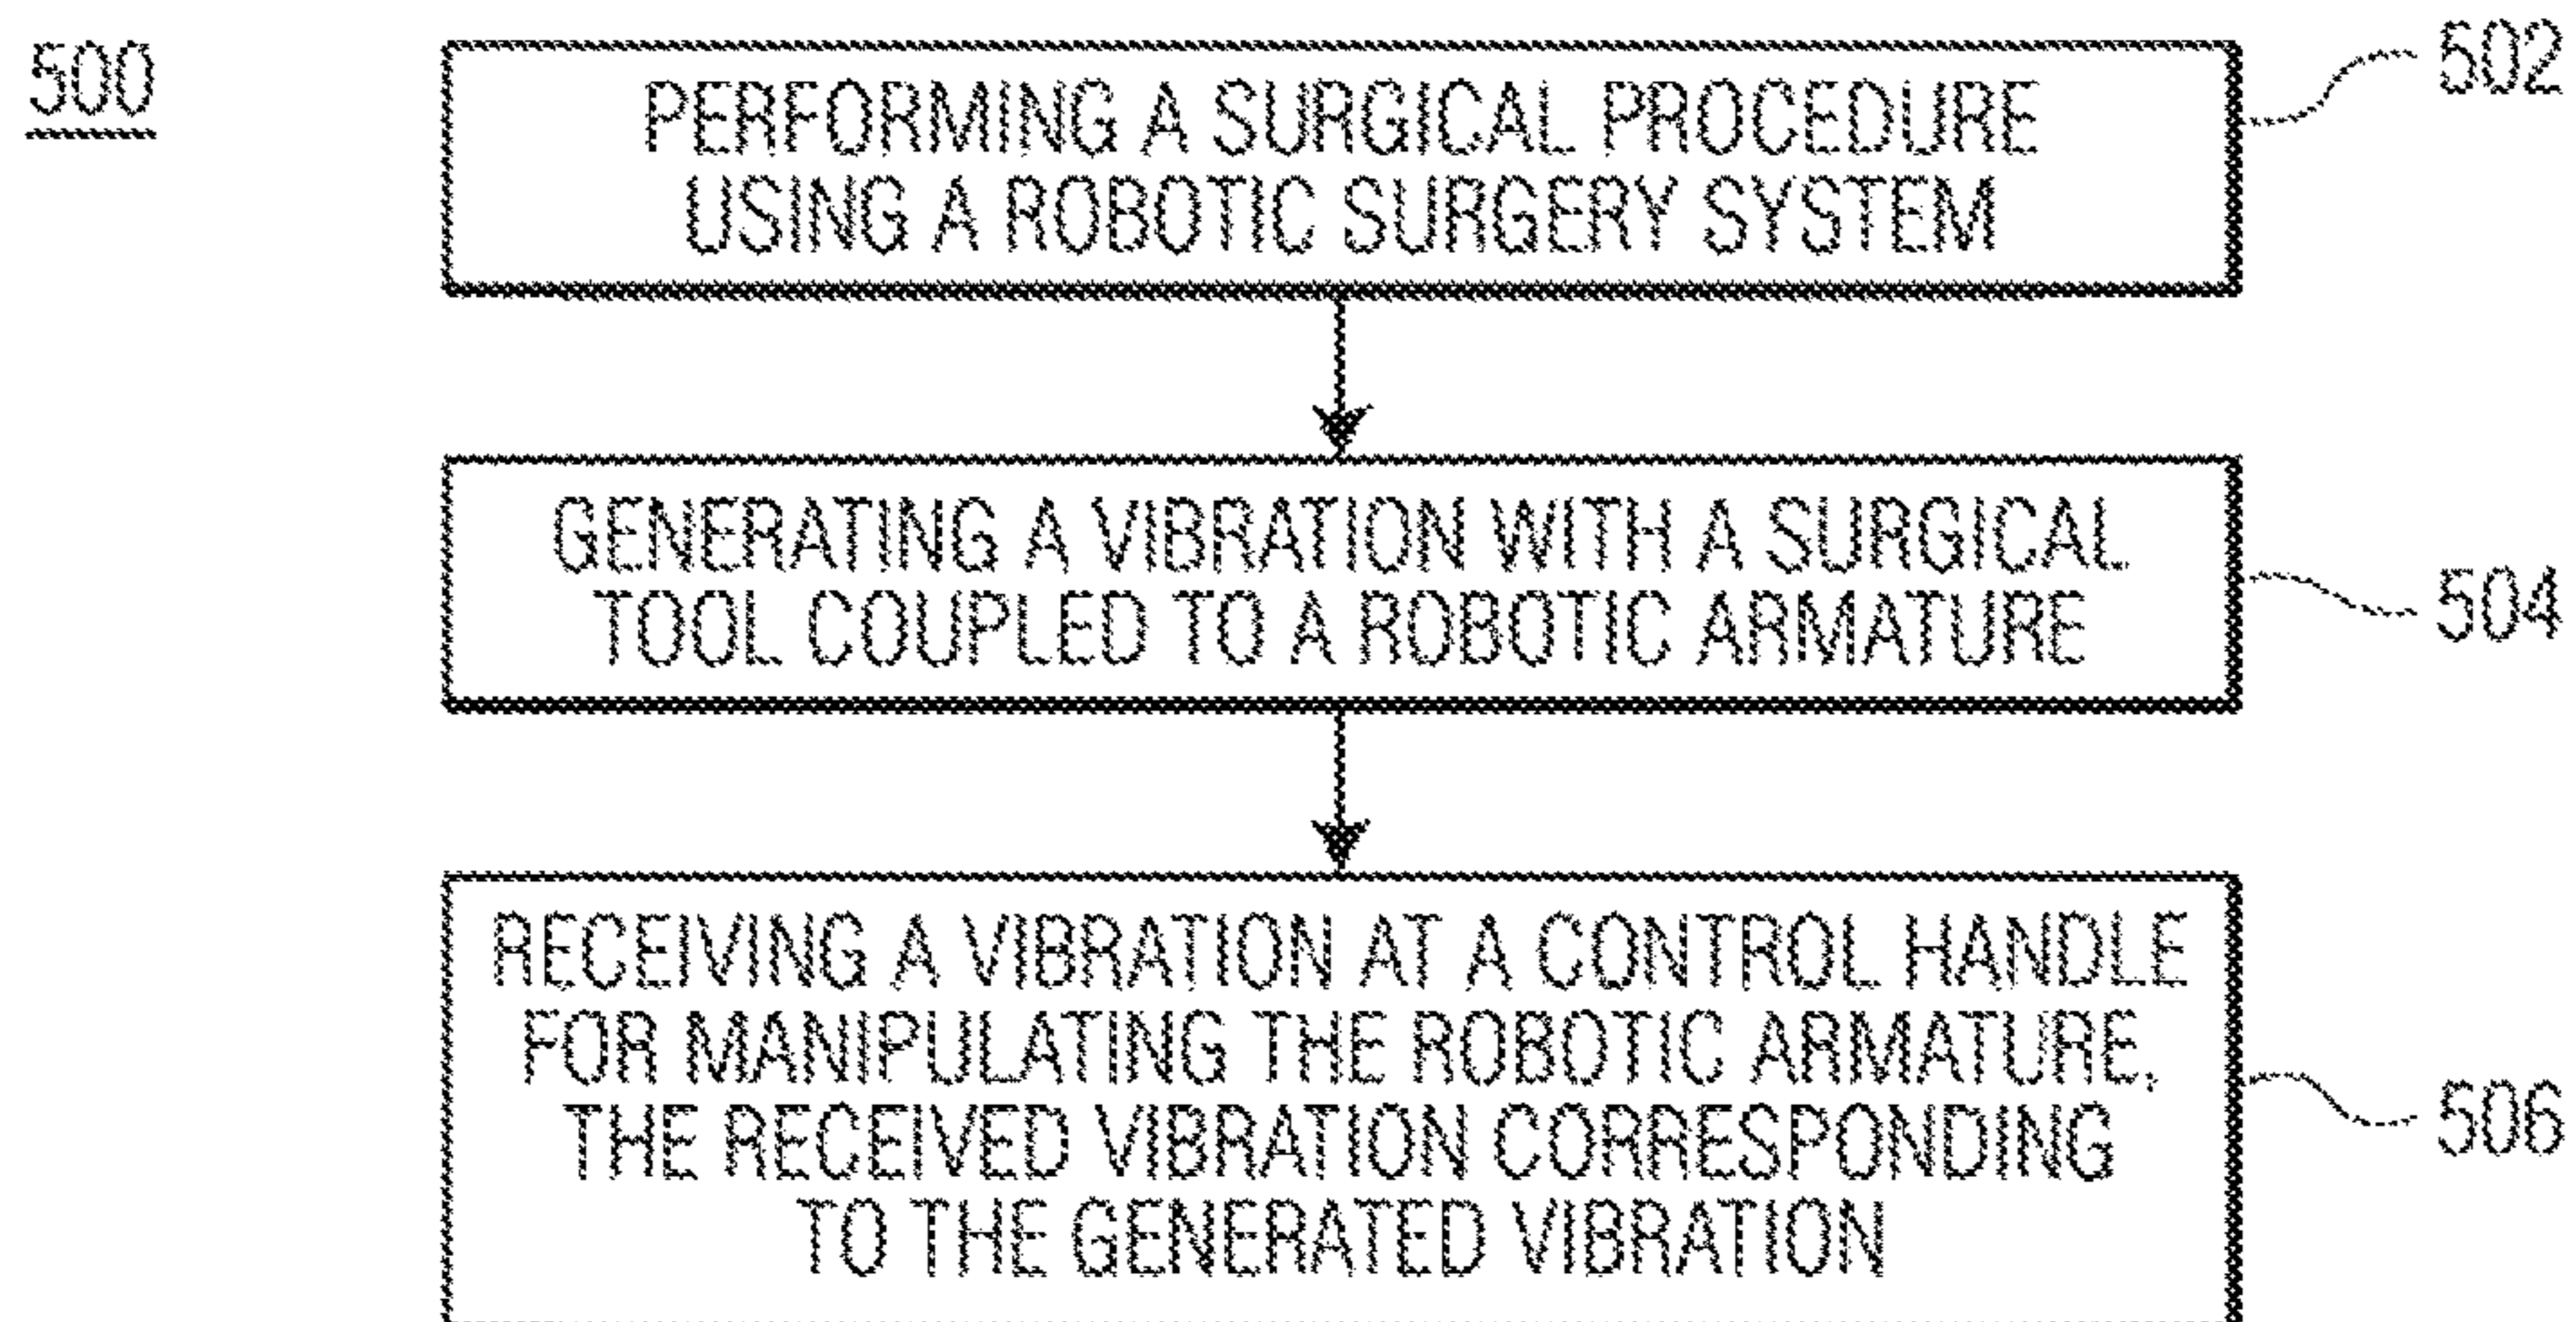 500
PERFORMING A SURGICAL PROCEDURE
USING A ROBOTIC SURGERY SYSTEM
502
GENERATING A VIBRATION WITH A SURGICAL
TOOL COUPLED TO A ROBOTIC ARMATURE
504
RECEIVING A VIBRATION AT A CONTROL HANDLE
FOR MANIPULATING THE ROBOTIC ARMATURE,
THE RECEIVED VIBRATION CORRESPONDING
TO THE GENERATED VIBRATION
506